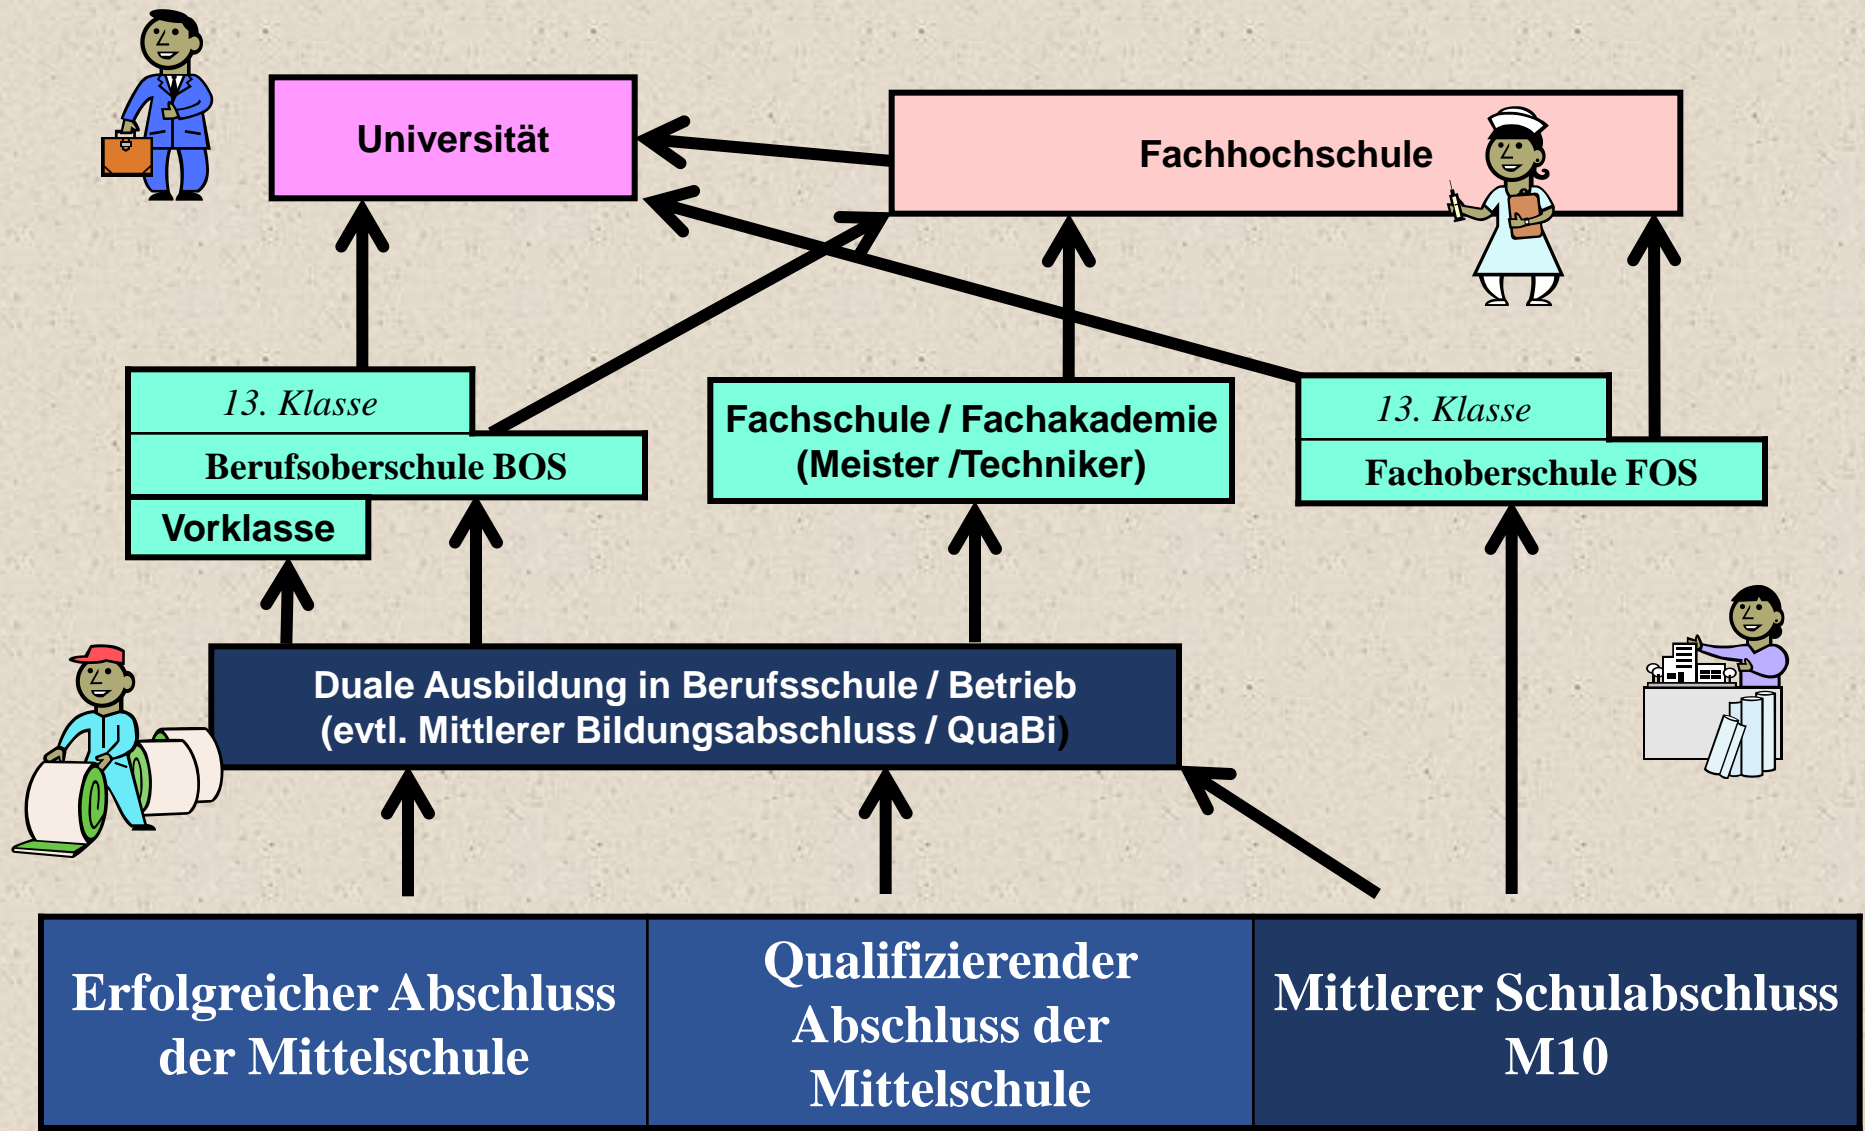 Universität
Fachhochschule
13. Klasse
Berufsoberschule BOS
Vorklasse
Fachschule / Fachakademie
(Meister /Techniker)
13. Klasse
Fachoberschule FOS
Duale Ausbildung in Berufsschule / Betrieb
(evtl. Mittlerer Bildungsabschluss / QuaBi)
Erfolgreicher Abschluss
der Mittelschule
Qualifizierender
Abschluss der
Mittelschule
Mittlerer Schulabschluss
M10